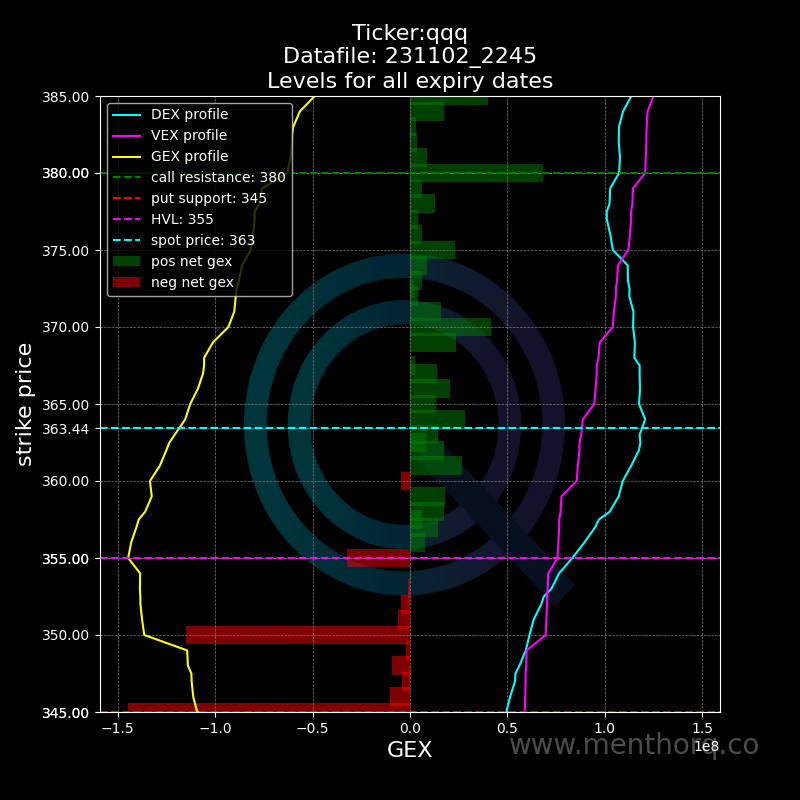 Ticker:qqq
Datafile: 231102_2245
Levels for all expiry dates
DEX profile
VEX profile
GEX profile
call resistance: 380
put support: 345
HVL: 355
spot price: 363
pos net gex
neg net gex
strike price
385.00
380.00
375.00
370.00
365.00
363.44
360.00
355.00
350.00
345.00
−1.5
−1.0
−0.5
0.0
0.5
1.0
1.5
1e8
GEX
www.menthorq.co